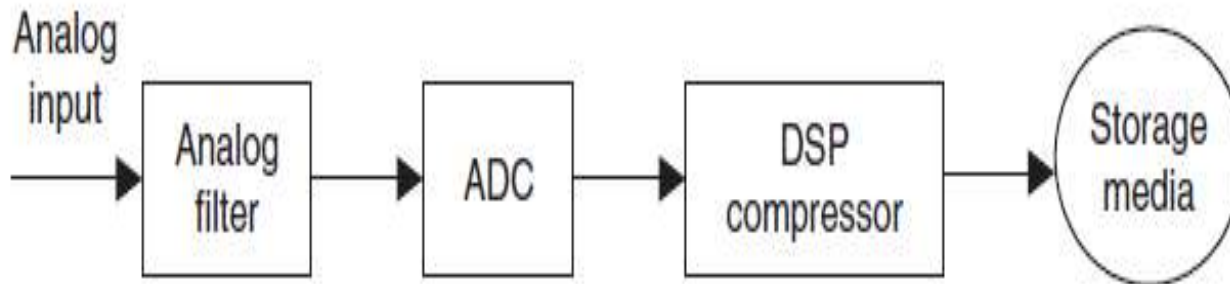 Analog
input
Analog
filter
ADC
DSP
compressor
Storage
media